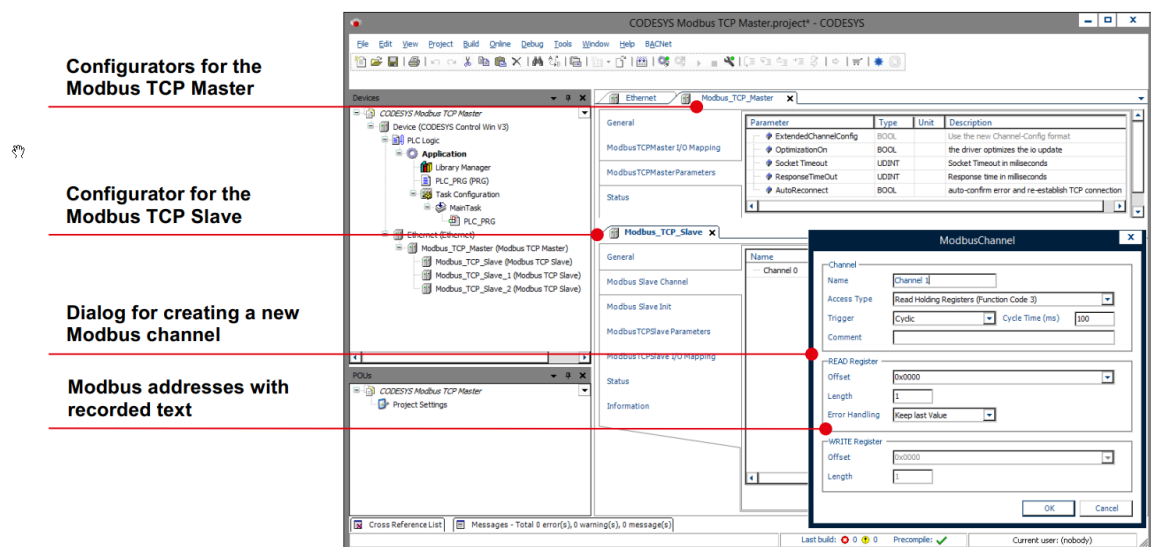 CODESYS Modbus TCP Master.project* - CODESYS
File Edit View Project Build Online Debug Tools Window Help BACNet
Configurators for the
Modbus TCP Master
Configurator for the
Modbus TCP Slave
Dialog for creating a new
Modbus channel
Modbus addresses with
recorded text
Devices
CODESYS Modbus TCP Master
Device (CODESYS Control Win V3)
PLC Logic
Application
Library Manager
PLC_PRG (PRG)
Task Configuration
MainTask
PLC_PRG
Ethernet (Ethernet)
Modbus_TCP_Master (Modbus TCP Master)
Modbus_TCP_Slave (Modbus TCP Slave)
Modbus_TCP_Slave_1 (Modbus TCP Slave)
Modbus_TCP_Slave_2 (Modbus TCP Slave)
POUs
CODESYS Modbus TCP Master
Project Settings
Ethernet Modbus_TCP_Master
General
ModbusTCPMaster I/O Mapping
ModbusTCPMasterParameters
Status
Parameter Type Unit Description
ExtendedChannelConfig BOOL Use the new Channel-Config format
OptimizationOn BOOL the driver optimizes the io update
Socket Timeout UDINT Socket Timeout in miliseconds
ResponseTimeOut UDINT Response time in miliseconds
AutoReconnect BOOL auto-confirm error and re-establish TCP connection
Modbus_TCP_Slave
General
Modbus Slave Channel
Modbus Slave Init
ModbusTCPSlave Parameters
ModbusTCPSlave I/O Mapping
Status
Information
Name
Channel 0
ModbusChannel
Channel
Name Channel 1
Access Type Read Holding Registers (Function Code 3)
Trigger Cyclic Cycle Time (ms) 100
Comment
READ Register
Offset 0x0000
Length 1
Error Handling Keep last Value
WRITE Register
Offset 0x0000
Length 1
OK Cancel
Cross Reference List Messages - Total 0 error(s), 0 warning(s), 0 message(s)
Last build: 0 0 Precompile: Current user: (nobody)